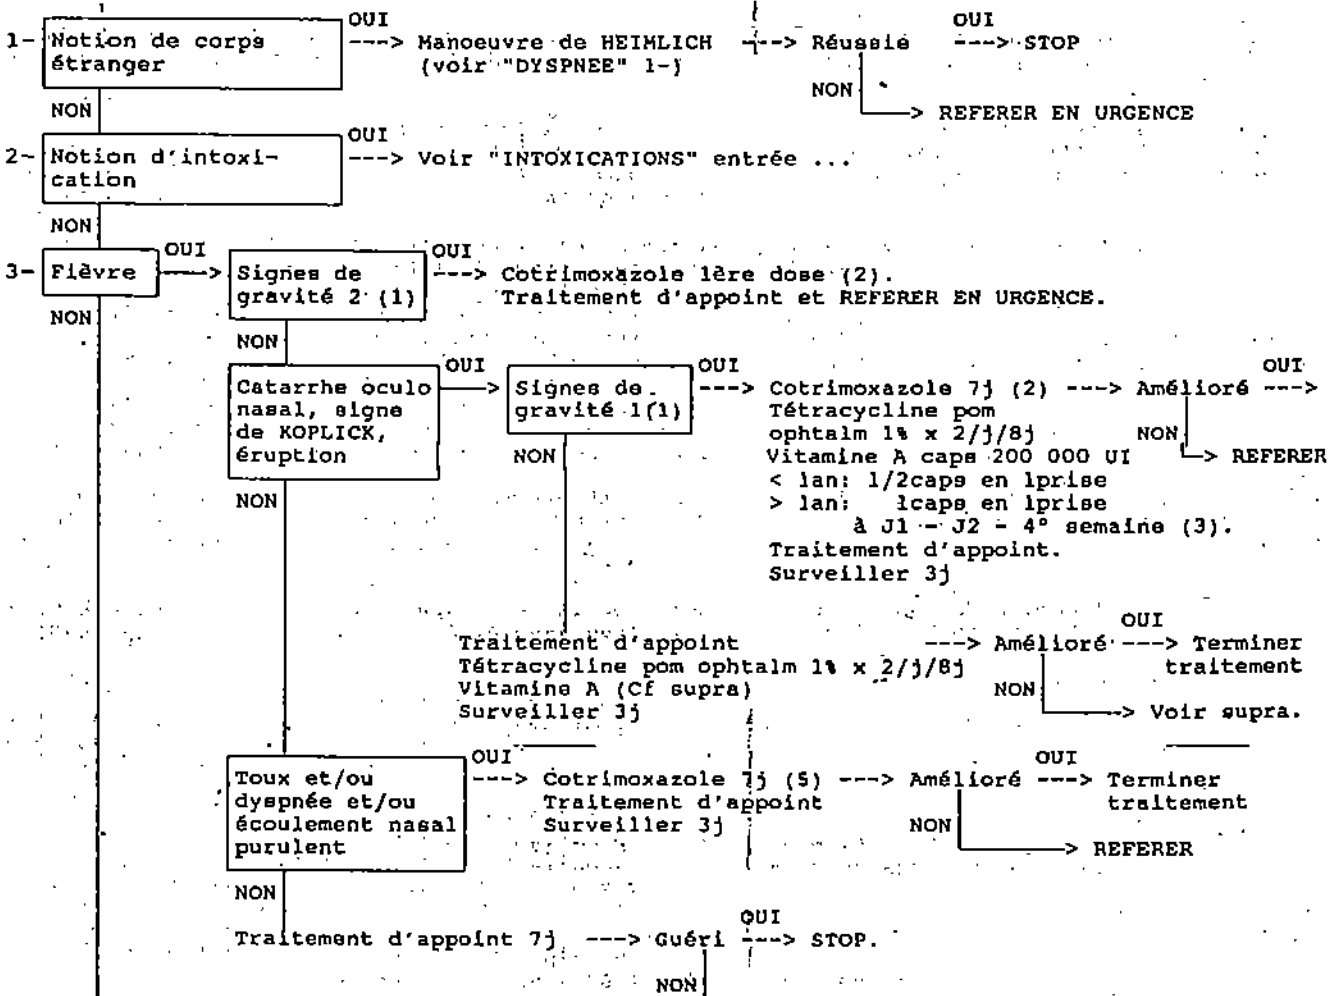 OUI OUI
1- Notion de corps ---> Manoeuvre de HEIMLICH ---> Réussie ---> STOP
étranger (voir "DYSPNEE" 1-)
NON
NON ---> REFERER EN URGENCE
OUI
2- Notion d'intoxi- ---> Voir "INTOXICATIONS" entrée ...
cation
NON
OUI OUI
3- Fièvre ---> Signes de ---> Cotrimoxazole 1ère dose (2).
gravité 2 (1) Traitement d'appoint et REFERER EN URGENCE.
NON
NON
OUI OUI OUI
Catarrhe oculo ---> Signes de ---> Cotrimoxazole 7j (2) ---> Amélioré --->
nasal, signe gravité 1(1) Tétracycline pom
de KOPLICK, ophtalm 1% x 2/j/8j NON
éruption NON Vitamine A caps 200 000 UI ---> REFERER
< 1an: 1/2caps en 1prise
NON > 1an: 1caps en 1prise
à J1 - J2 - 4° semaine (3).
Traitement d'appoint.
Surveiller 3j
OUI
Traitement d'appoint ---> Amélioré ---> Terminer
Tétracycline pom ophtalm 1% x 2/j/8j traitement
Vitamine A (Cf supra) NON
Surveiller 3j ---> Voir supra.
OUI OUI
Toux et/ou ---> Cotrimoxazole 7j (5) ---> Amélioré ---> Terminer
dyspnée et/ou Traitement d'appoint traitement
écoulement nasal Surveiller 3j NON
purulent ---> REFERER
NON
OUI
Traitement d'appoint 7j ---> Guéri ---> STOP.
NON